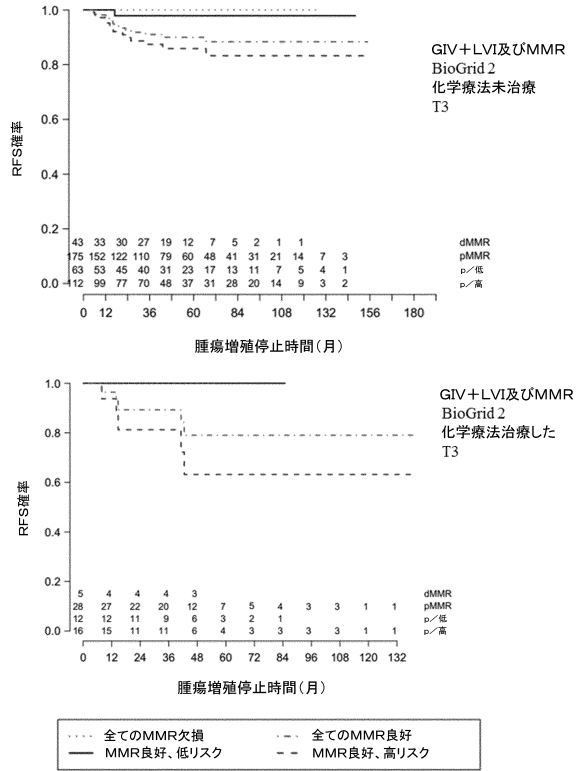 GIV＋LVI及びMMR
BioGrid 2
化学療法未治療
T3
RFS確率
1.0
0.8
0.6
0.4
0.2
0.0
43 33 30 27 19 12 7 5 2 1 1 dMMR
175 152 122 110 79 60 48 41 31 21 14 7 3 pMMR
63 53 45 40 31 23 17 13 11 7 5 4 1 p／低
112 99 77 70 48 37 31 28 20 14 9 3 2 p／高
0 12 36 60 84 108 132 156 180
腫瘍増殖停止時間（月）
GIV＋LVI及びMMR
BioGrid 2
化学療法治療した
T3
RFS確率
1.0
0.8
0.6
0.4
0.2
0.0
5 4 4 4 3 dMMR
28 27 22 20 12 7 5 4 3 3 1 1 pMMR
12 12 11 9 6 3 2 1 p／低
16 15 11 11 6 4 3 3 3 3 1 1 p／高
0 12 24 36 48 60 72 84 96 108 120 132
腫瘍増殖停止時間（月）
全てのMMR欠損 全てのMMR良好
MMR良好、低リスク MMR良好、高リスク